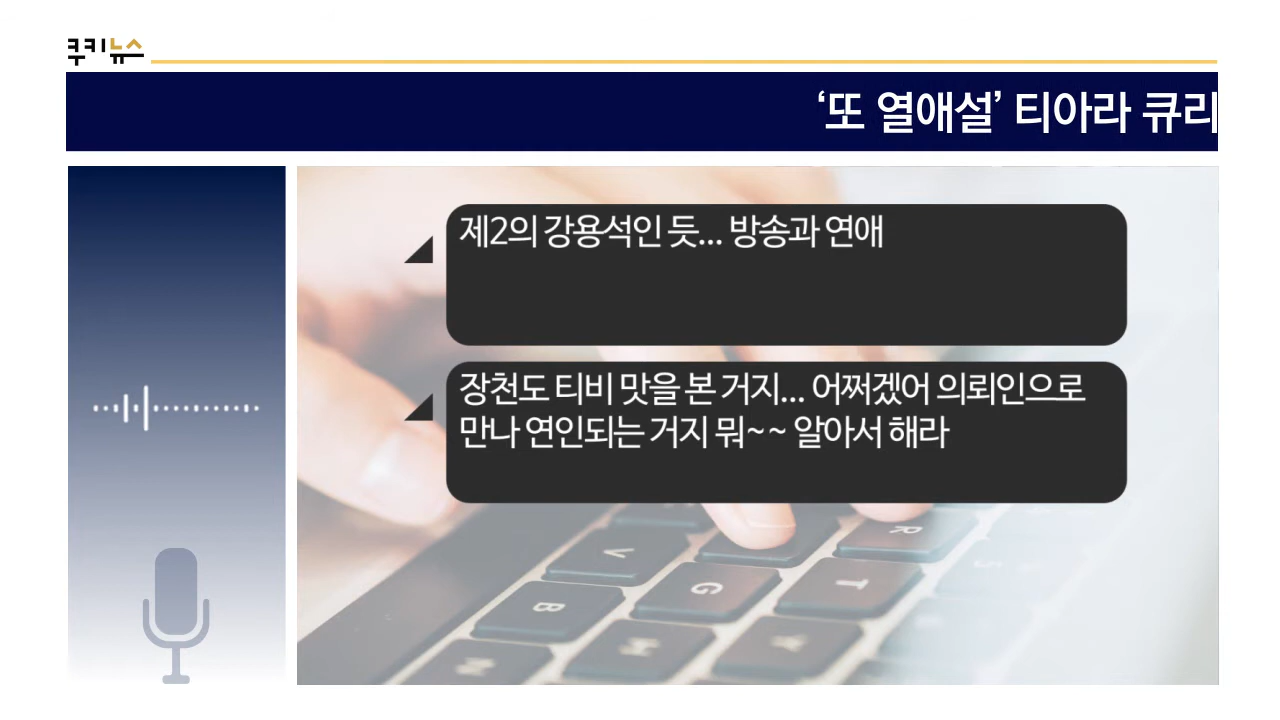 쿠키뉴스
‘또 열애설’ 티아라 큐리
제2의 강용석인 듯... 방송과 연애
장천도 티비 맛을 본 거지... 어쩌겠어 의뢰인으로
만나 연인되는 거지 뭐~~ 알아서 해라
V
R
G
T
B
M